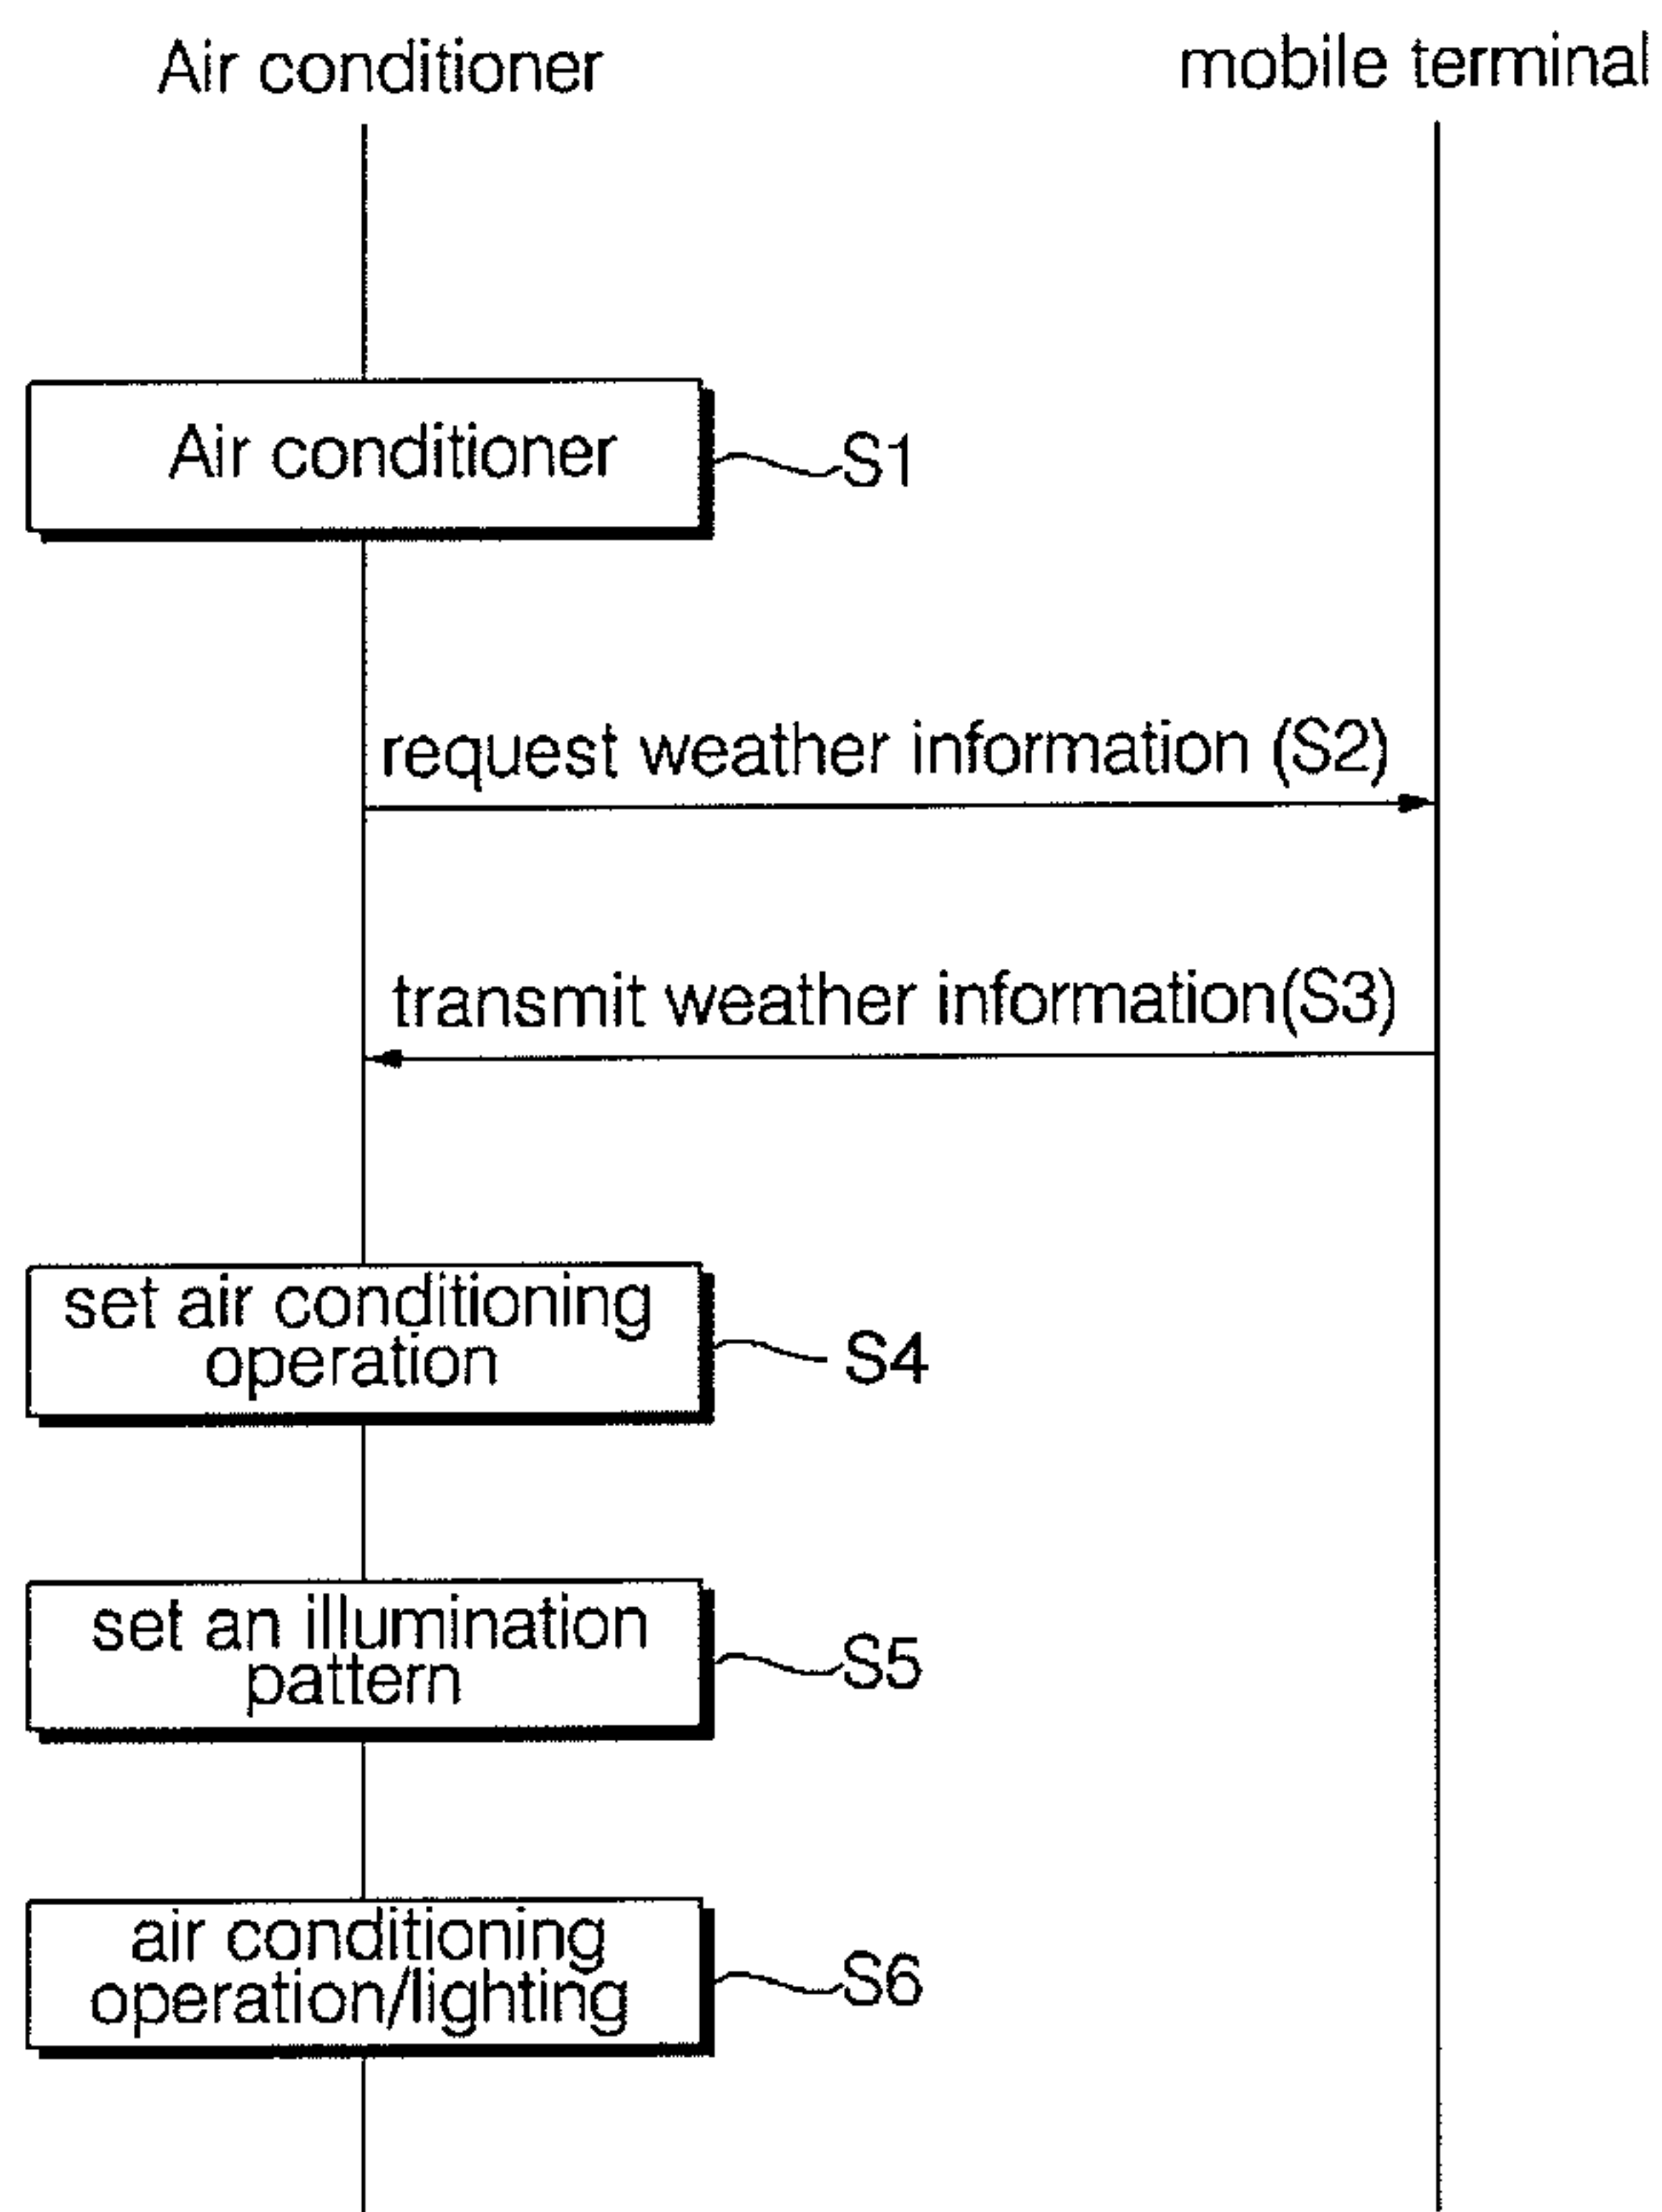 Air conditioner
mobile terminal
Air conditioner
S1
request weather information (S2)
transmit weather information(S3)
set air conditioning
operation
S4
set an illumination
pattern
S5
air conditioning
operation/lighting
S6